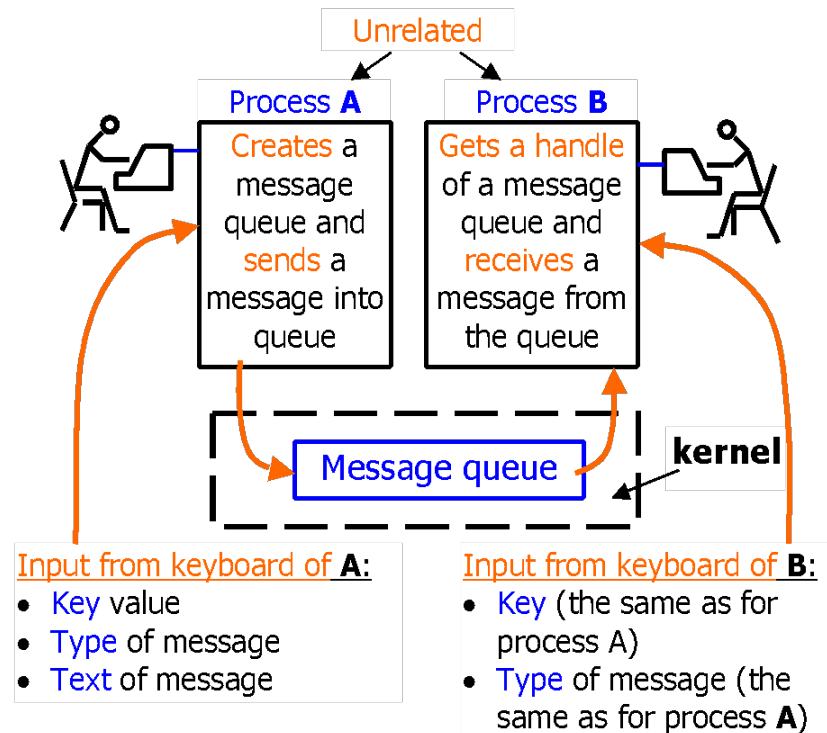 Unrelated
Process A
Creates a
message
queue and
sends a
message into
queue
Process B
Gets a handle
of a message
queue and
receives a
message from
the queue
Message queue
kernel
Input from keyboard of A:
• Key value
• Type of message
• Text of message
Input from keyboard of B:
• Key (the same as for
process A)
• Type of message (the
same as for process A)